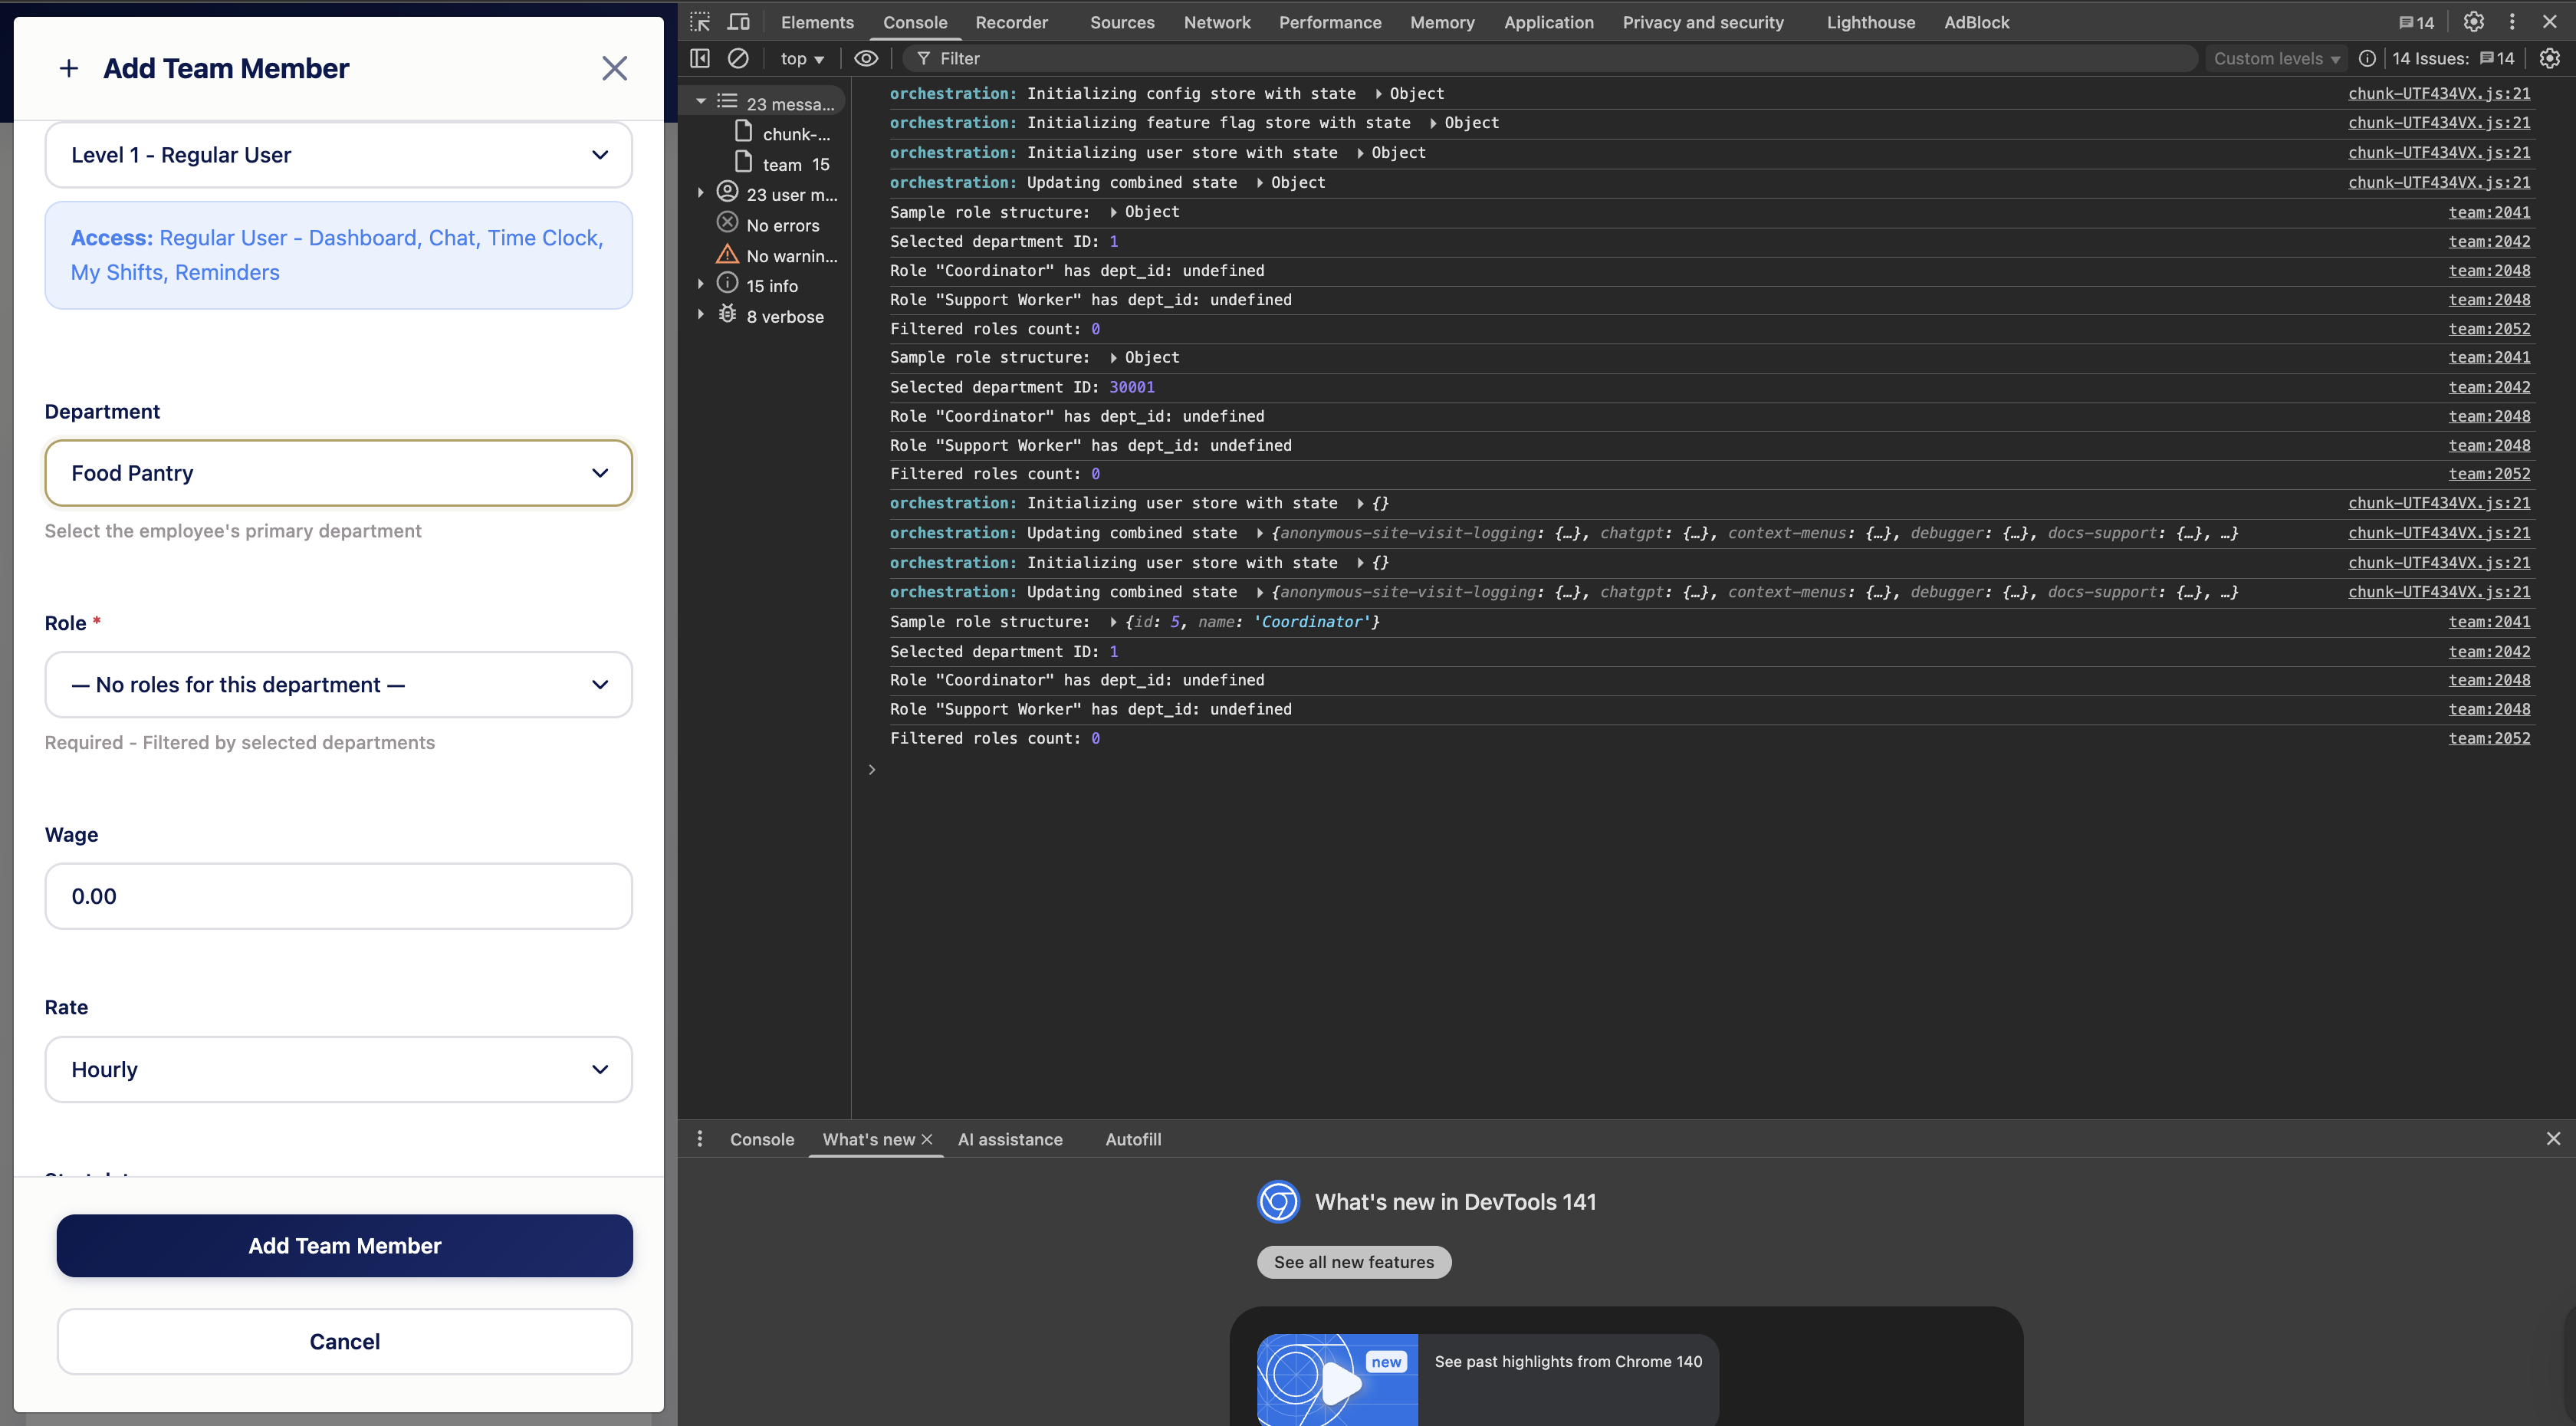 + Add Team Member
Level 1 - Regular User
Access: Regular User - Dashboard, Chat, Time Clock,
My Shifts, Reminders
Department
Food Pantry
Select the employee's primary department
Role *
— No roles for this department —
Required - Filtered by selected departments
Wage
0.00
Rate
Hourly
Add Team Member
Cancel
Elements Console Recorder Sources Network Performance Memory Application Privacy and security Lighthouse AdBlock 14
top Filter Custom levels 14 Issues: 14
23 messa...
chunk-...
team 15
23 user m...
No errors
No warnin...
15 info
8 verbose
orchestration: Initializing config store with state Object chunk-UTF434VX.js:21
orchestration: Initializing feature flag store with state Object chunk-UTF434VX.js:21
orchestration: Initializing user store with state Object chunk-UTF434VX.js:21
orchestration: Updating combined state Object chunk-UTF434VX.js:21
Sample role structure: Object team:2041
Selected department ID: 1 team:2042
Role "Coordinator" has dept_id: undefined team:2048
Role "Support Worker" has dept_id: undefined team:2048
Filtered roles count: 0 team:2052
Sample role structure: Object team:2041
Selected department ID: 30001 team:2042
Role "Coordinator" has dept_id: undefined team:2048
Role "Support Worker" has dept_id: undefined team:2048
Filtered roles count: 0 team:2052
orchestration: Initializing user store with state {} chunk-UTF434VX.js:21
orchestration: Updating combined state {anonymous-site-visit-logging: {…}, chatgpt: {…}, context-menus: {…}, debugger: {…}, docs-support: {…}, …} chunk-UTF434VX.js:21
orchestration: Initializing user store with state {} chunk-UTF434VX.js:21
orchestration: Updating combined state {anonymous-site-visit-logging: {…}, chatgpt: {…}, context-menus: {…}, debugger: {…}, docs-support: {…}, …} chunk-UTF434VX.js:21
Sample role structure: {id: 5, name: 'Coordinator'} team:2041
Selected department ID: 1 team:2042
Role "Coordinator" has dept_id: undefined team:2048
Role "Support Worker" has dept_id: undefined team:2048
Filtered roles count: 0 team:2052
Console What's new AI assistance Autofill
What's new in DevTools 141
See all new features
new
See past highlights from Chrome 140